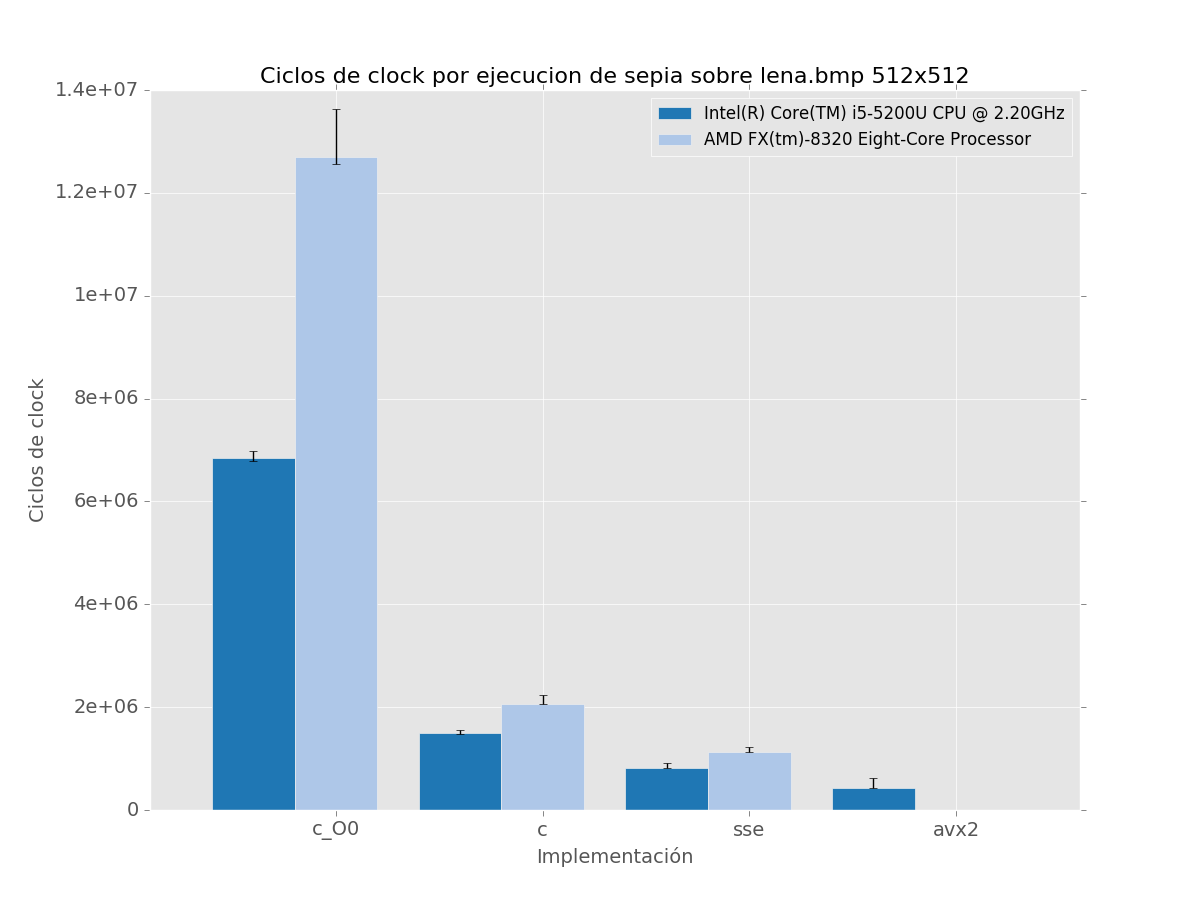 Ciclos de clock por ejecucion de sepia sobre lena.bmp 512x512
Intel(R) Core(TM) i5-5200U CPU @ 2.20GHz
AMD FX(tm)-8320 Eight-Core Processor
1.4e+07
1.2e+07
1e+07
8e+06
6e+06
4e+06
2e+06
0
Ciclos de clock
c_O0
c
sse
avx2
Implementación